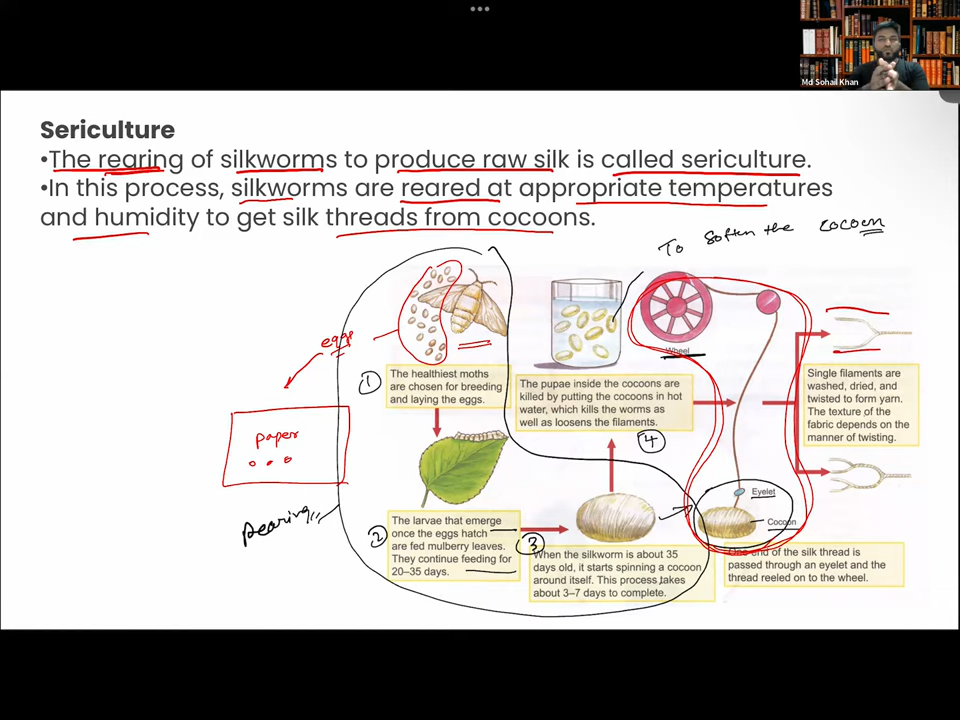 Md Sohail Khan
Sericulture
•The rearing of silkworms to produce raw silk is called sericulture.
•In this process, silkworms are reared at appropriate temperatures
and humidity to get silk threads from cocoons.
To soften the cocoon
eggs
paper
Rearing
1
The healthiest moths
are chosen for breeding
and laying the eggs.
2
The larvae that emerge
once the eggs hatch
are fed mulberry leaves.
They continue feeding for
20–35 days.
3
When the silkworm is about 35
days old, it starts spinning a cocoon
around itself. This process takes
about 3–7 days to complete.
4
The pupae inside the cocoons are
killed by putting the cocoons in hot
water, which kills the worms as
well as loosens the filaments.
Wheel
Eyelet
Cocoon
One end of the silk thread is
passed through an eyelet and the
thread reeled on to the wheel.
Single filaments are
washed, dried, and
twisted to form yarn.
The texture of the
fabric depends on the
manner of twisting.